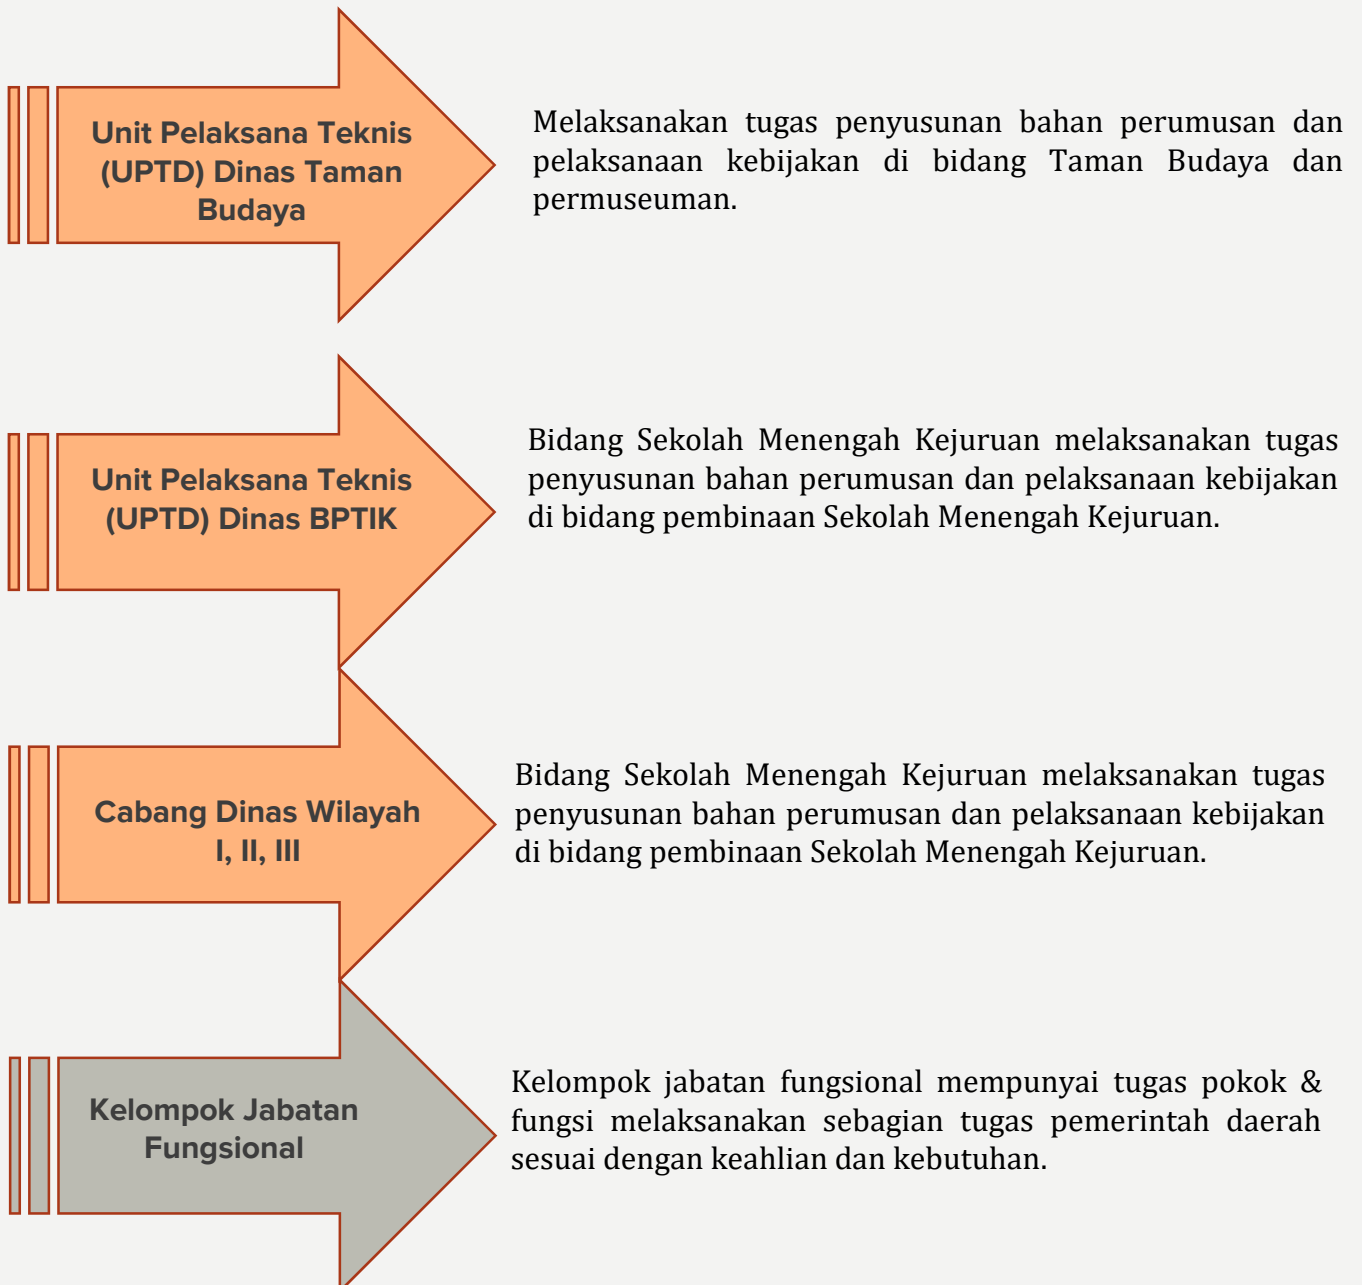 Unit Pelaksana Teknis
(UPTD) Dinas Taman
Budaya
Melaksanakan tugas penyusunan bahan perumusan dan
pelaksanaan kebijakan di bidang Taman Budaya dan
permuseuman.
Unit Pelaksana Teknis
(UPTD) Dinas BPTIK
Bidang Sekolah Menengah Kejuruan melaksanakan tugas
penyusunan bahan perumusan dan pelaksanaan kebijakan
di bidang pembinaan Sekolah Menengah Kejuruan.
Cabang Dinas Wilayah
I, II, III
Bidang Sekolah Menengah Kejuruan melaksanakan tugas
penyusunan bahan perumusan dan pelaksanaan kebijakan
di bidang pembinaan Sekolah Menengah Kejuruan.
Kelompok Jabatan
Fungsional
Kelompok jabatan fungsional mempunyai tugas pokok &
fungsi melaksanakan sebagian tugas pemerintah daerah
sesuai dengan keahlian dan kebutuhan.